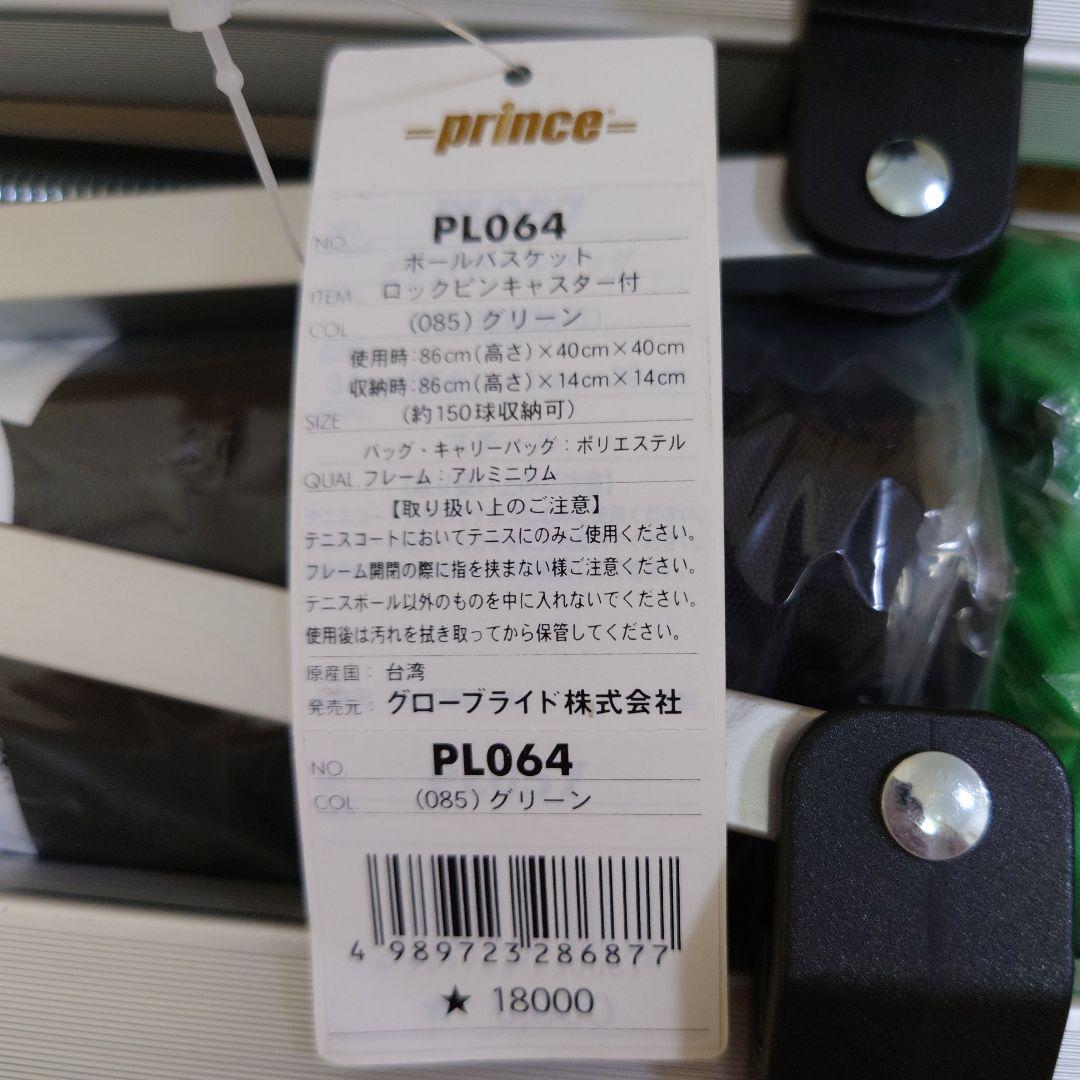 prince
NO. PL064
ボールバスケット
ITEM ロックピンキャスター付
COL. (085) グリーン
使用時:86cm(高さ)×40cm×40cm
収納時:86cm(高さ)×14cm×14cm
SIZE (約150球収納可)
バッグ・キャリーバッグ:ポリエステル
QUAL. フレーム:アルミニウム
【取り扱い上のご注意】
テニスコートにおいてテニスにのみご使用ください。
フレーム開閉の際に指を挟まない様ご注意ください。
テニスボール以外のものを中に入れないでください。
使用後は汚れを拭き取ってから保管してください。
原産国: 台湾
発売元: グローブライド株式会社
NO. PL064
COL. (085) グリーン
4 989723 286877
★ 18000